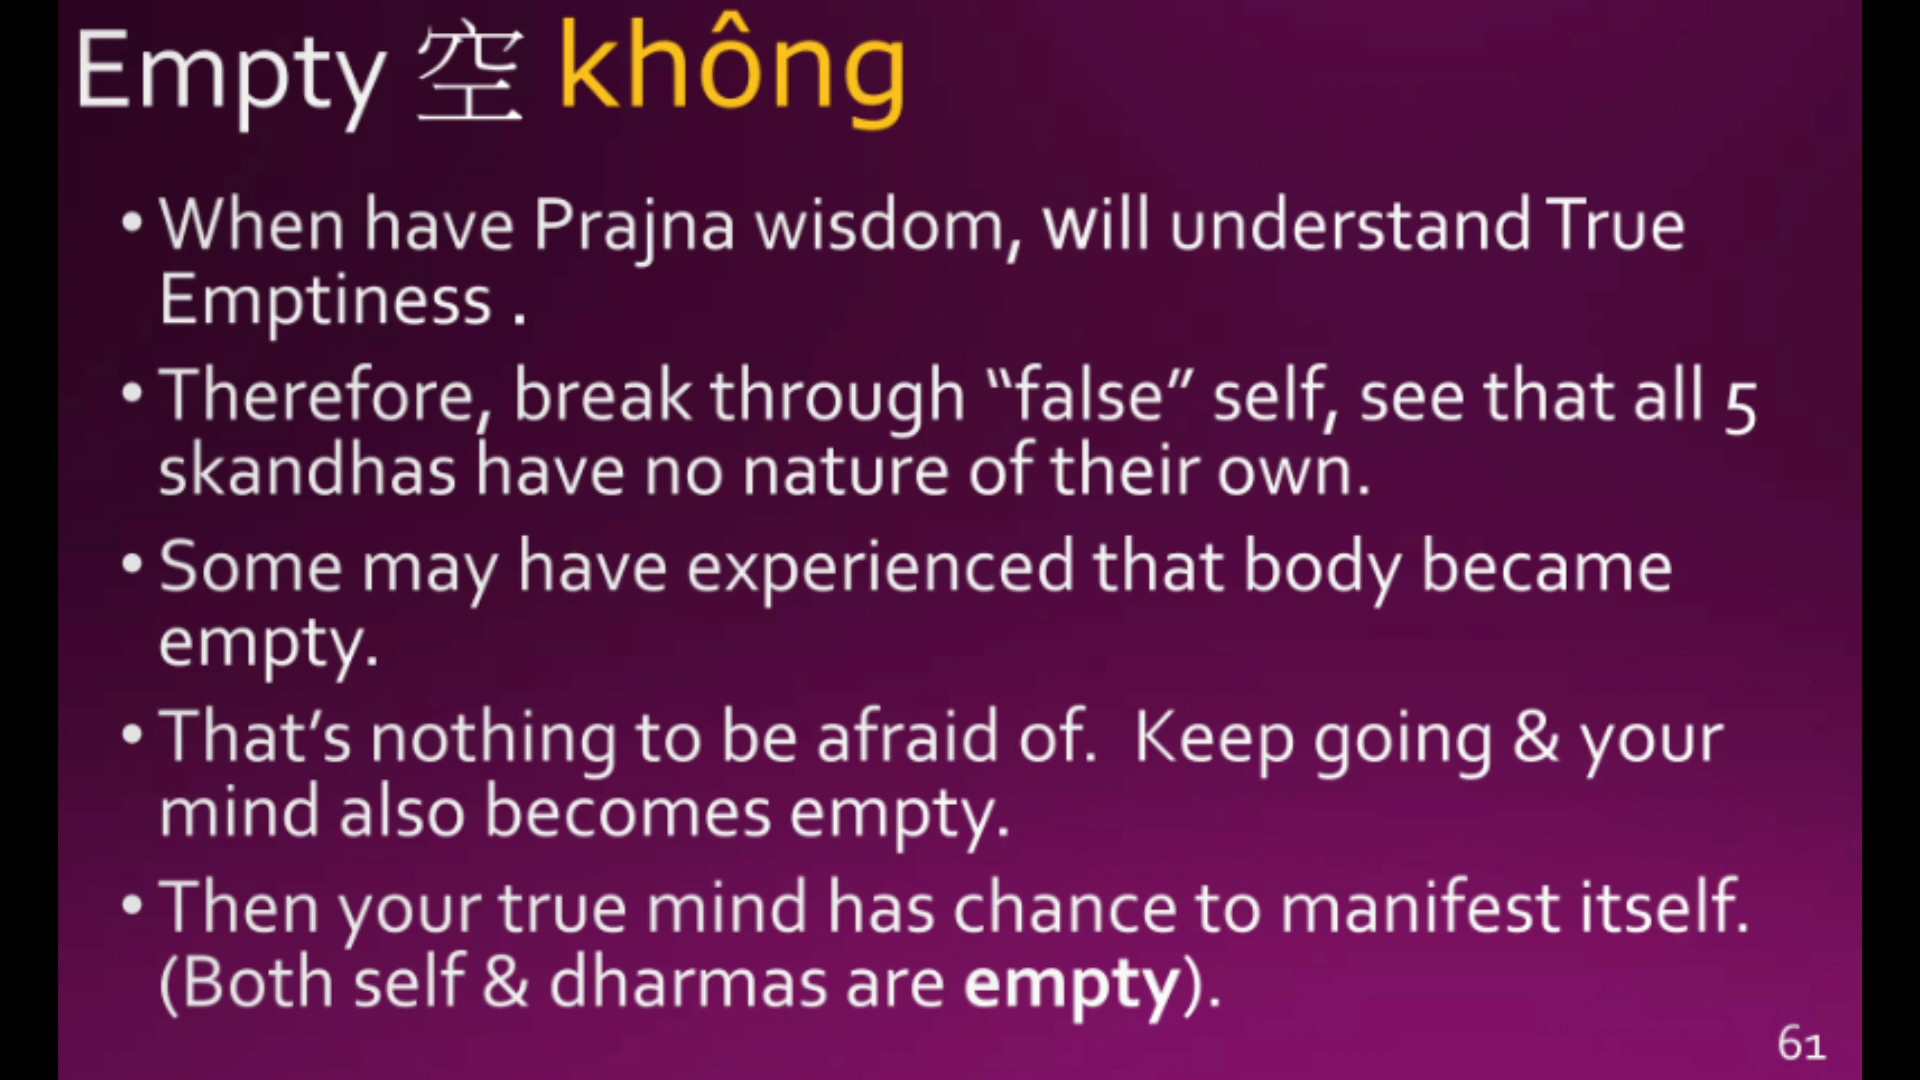 Empty 空 không
• When have Prajna wisdom, will understand True
Emptiness .
• Therefore, break through “false” self, see that all 5
skandhas have no nature of their own.
• Some may have experienced that body became
empty.
• That’s nothing to be afraid of.  Keep going & your
mind also becomes empty.
• Then your true mind has chance to manifest itself.
(Both self & dharmas are empty).
61